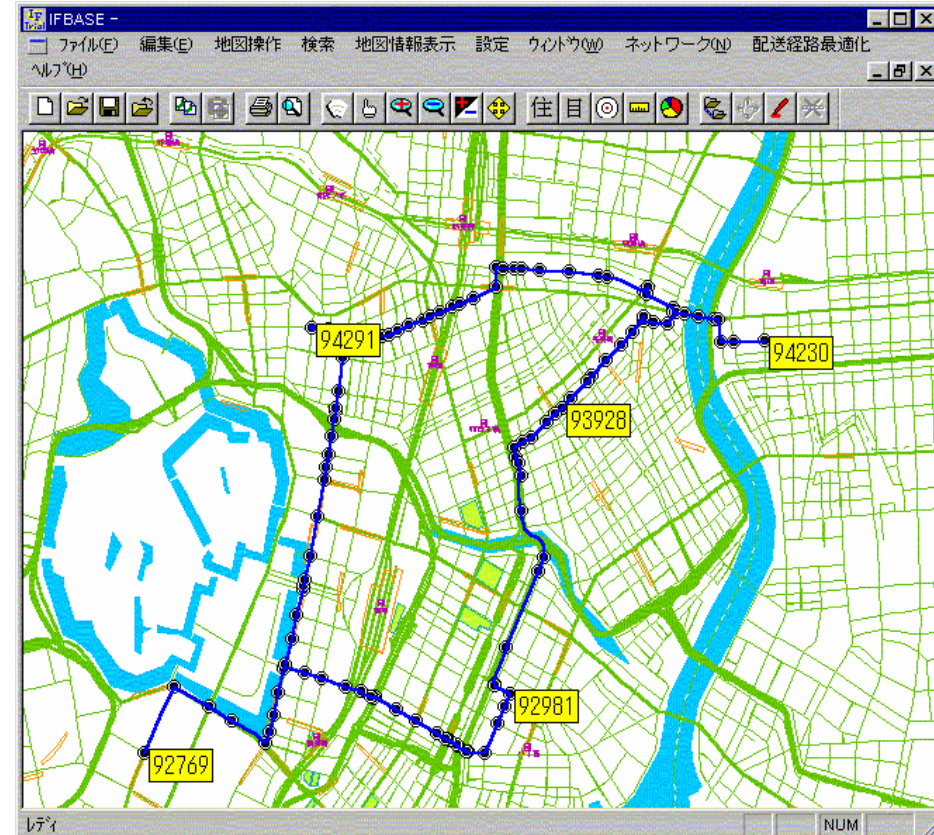 IF Trial IFBASE -
ファイル(F) 編集(E) 地図操作 検索 地図情報表示 設定 ウィンドウ(W) ネットワーク(N) 配送経路最適化
ヘルプ(H)
住 目
94291
94230
93928
92981
92769
レディ NUM